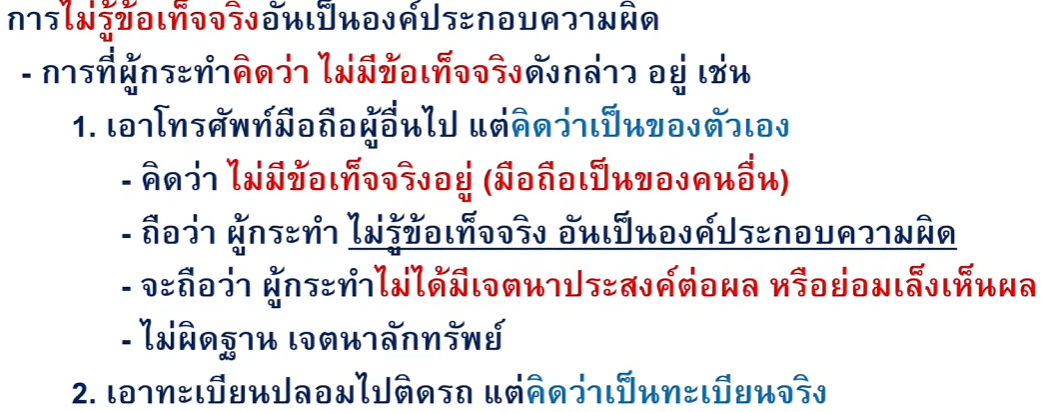 การไม่รู้ข้อเท็จจริงอันเป็นองค์ประกอบความผิด
- การที่ผู้กระทำคิดว่า ไม่มีข้อเท็จจริงดังกล่าว อยู่ เช่น
1. เอาโทรศัพท์มือถือผู้อื่นไป แต่คิดว่าเป็นของตัวเอง
- คิดว่า ไม่มีข้อเท็จจริงอยู่ (มือถือเป็นของคนอื่น)
- ถือว่า ผู้กระทำ ไม่รู้ข้อเท็จจริง อันเป็นองค์ประกอบความผิด
- จะถือว่า ผู้กระทำไม่ได้มีเจตนาประสงค์ต่อผล หรือย่อมเล็งเห็นผล
- ไม่ผิดฐาน เจตนาลักทรัพย์
2. เอาทะเบียนปลอมไปติดรถ แต่คิดว่าเป็นทะเบียนจริง